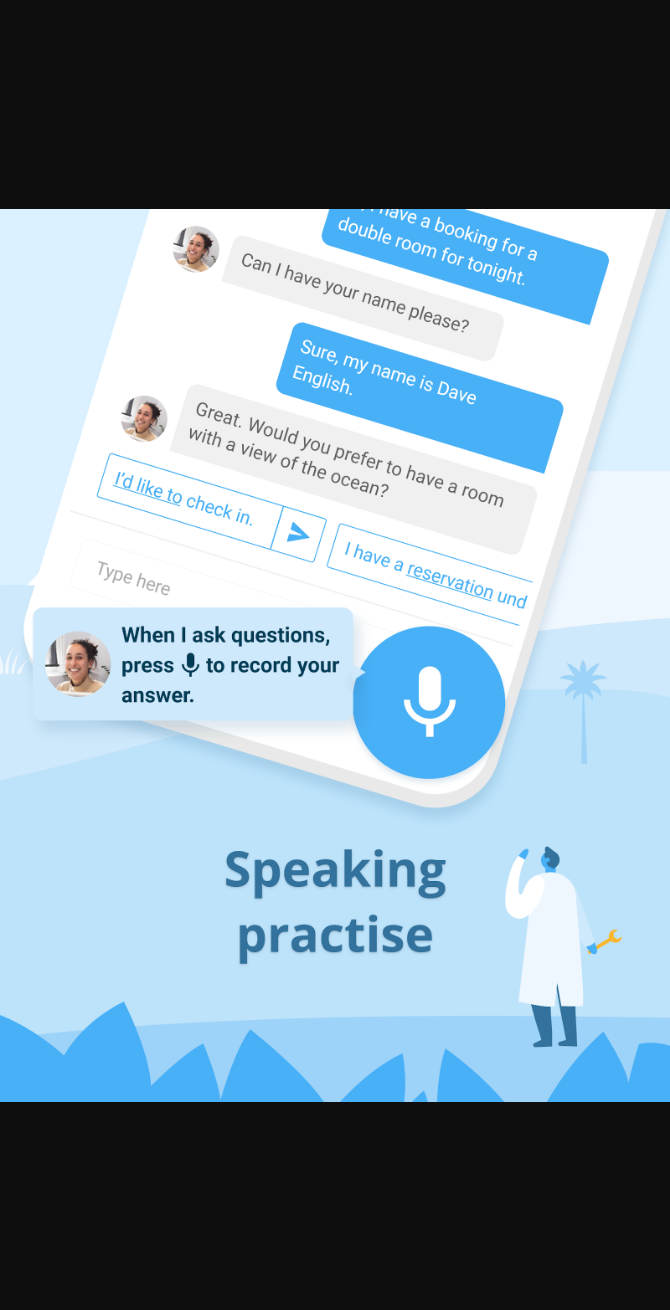 I have a booking for a
double room for tonight.
Can I have your name please?
Sure, my name is Dave
English.
Great. Would you prefer to have a room
with a view of the ocean?
I'd like to check in.
I have a reservation und
Type here
When I ask questions,
press to record your
answer.
Speaking
practise